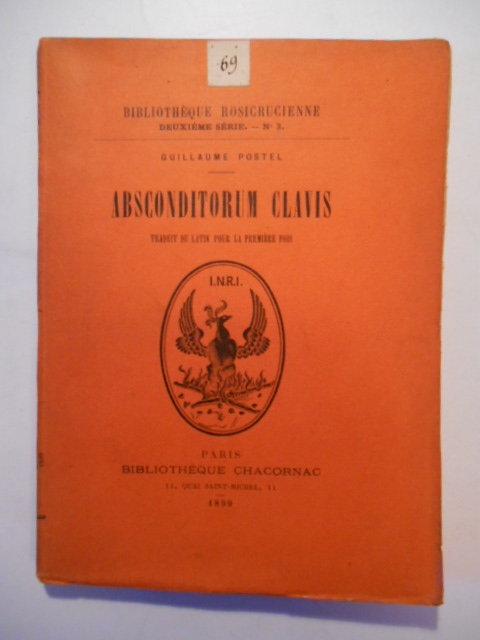 69
BIBLIOTHÈQUE ROSICRUCIENNE
DEUXIÈME SÉRIE. — N° 3.
GUILLAUME POSTEL
ABSCONDITORUM CLAVIS
TRADUIT DU LATIN POUR LA PREMIÈRE FOIS
I.N.R.I.
PARIS
BIBLIOTHÈQUE CHACORNAC
11, QUAI SAINT-MICHEL, 11
1899